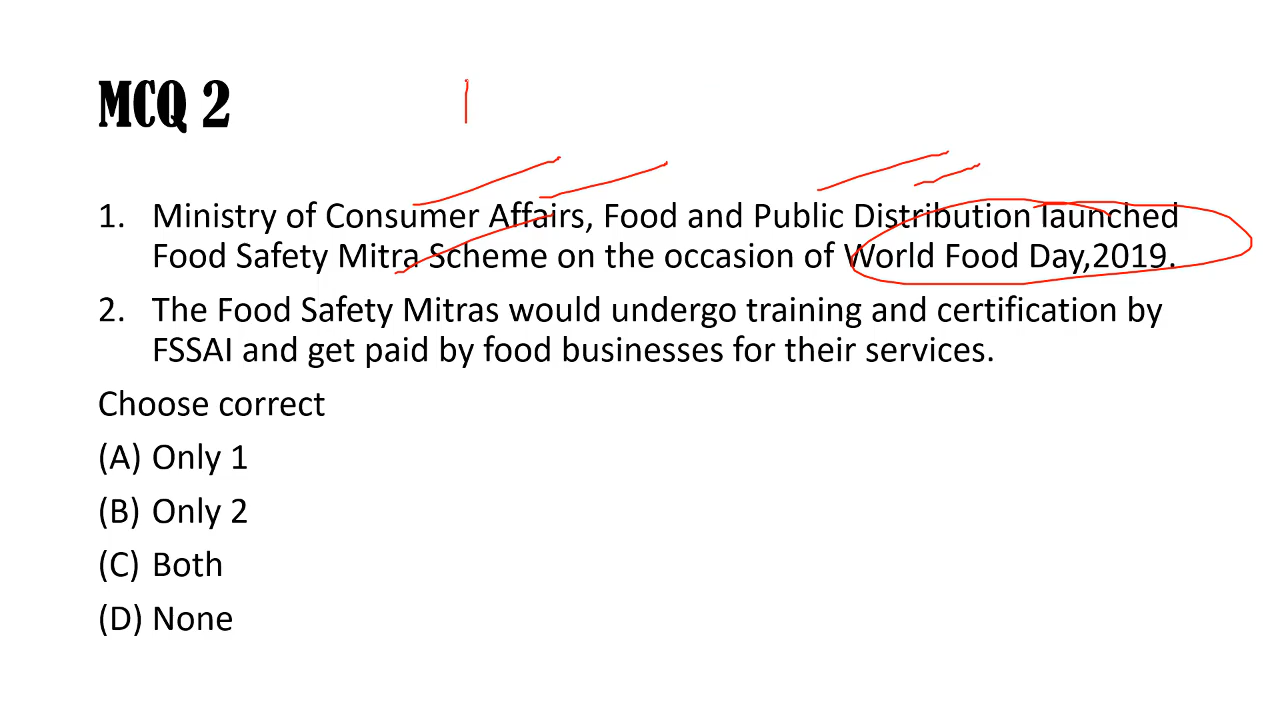 MCQ 2
1. Ministry of Consumer Affairs, Food and Public Distribution launched
Food Safety Mitra Scheme on the occasion of World Food Day,2019.
2. The Food Safety Mitras would undergo training and certification by
FSSAI and get paid by food businesses for their services.
Choose correct
(A) Only 1
(B) Only 2
(C) Both
(D) None